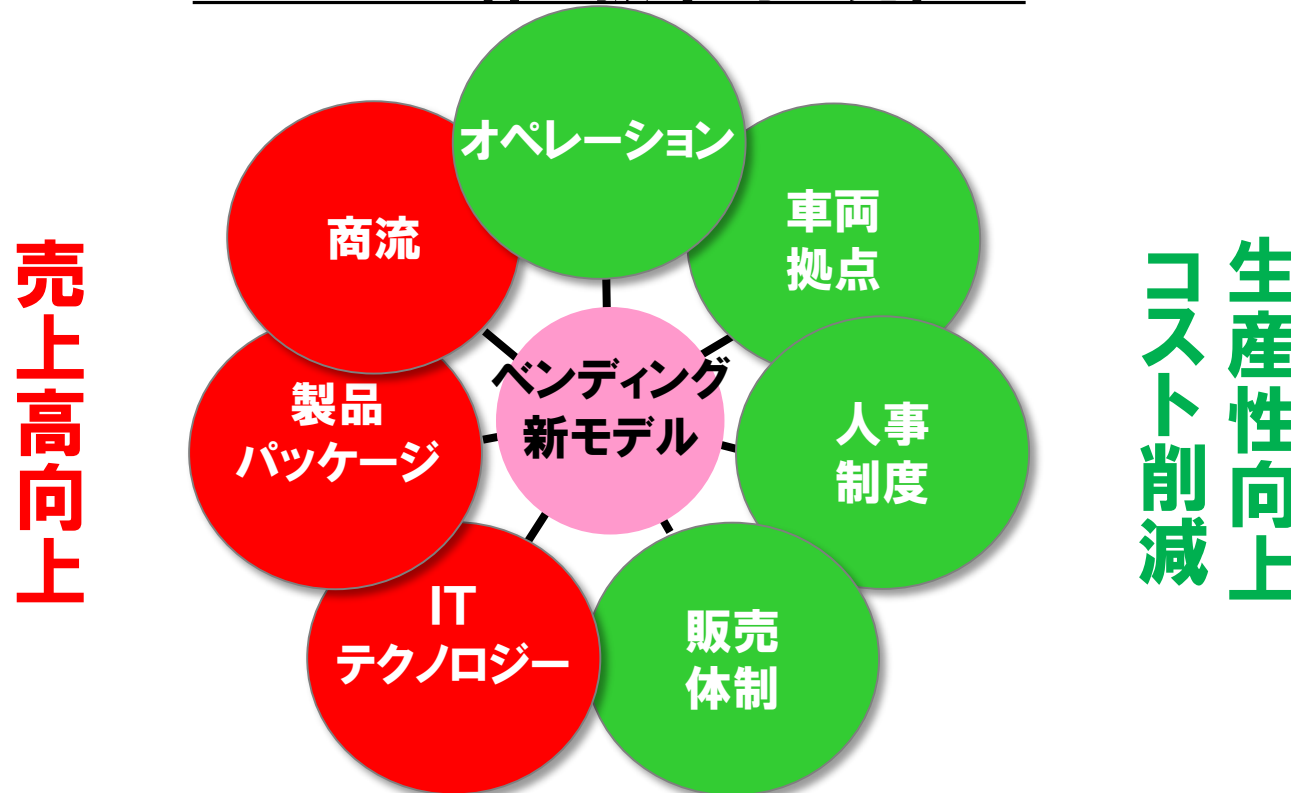 オペレーション
車両
拠点
商流
人事
制度
製品
パッケージ
ベンディング
新モデル
IT
テクノロジー
販売
体制
売上高向上
生産性向上
コスト削減